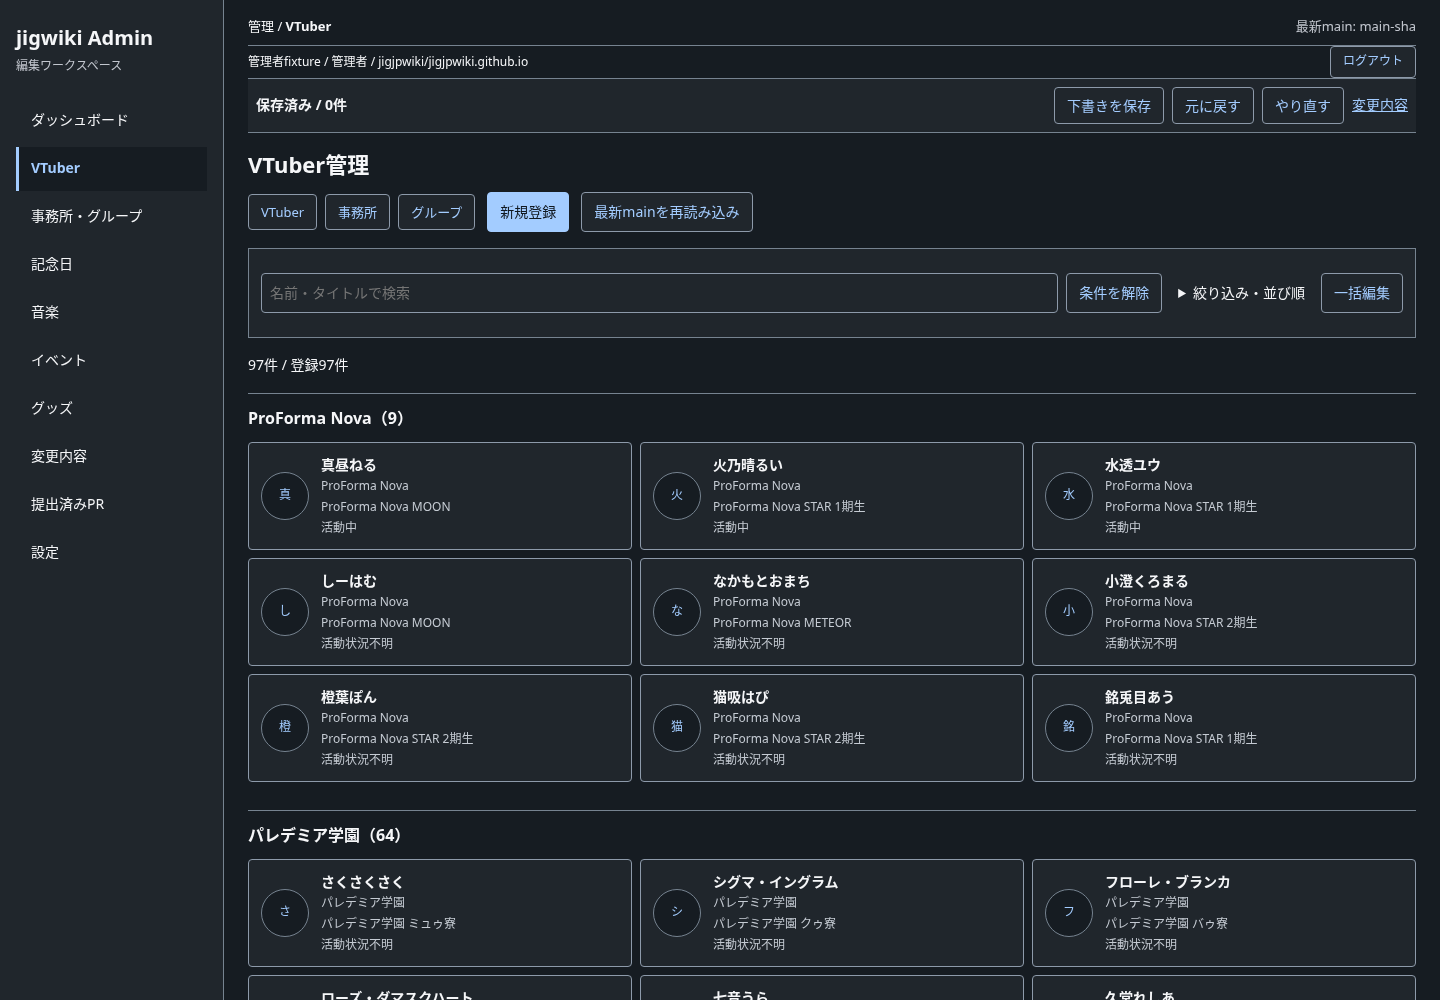 jigwiki Admin
編集ワークスペース
ダッシュボード
VTuber
事務所・グループ
記念日
音楽
イベント
グッズ
変更内容
提出済みPR
設定
管理 / VTuber
最新main: main-sha
管理者fixture / 管理者 / jigjpwiki/jigjpwiki.github.io
ログアウト
保存済み / 0件
下書きを保存
元に戻す
やり直す
変更内容
VTuber管理
VTuber
事務所
グループ
新規登録
最新mainを再読み込み
名前・タイトルで検索
条件を解除
▶ 絞り込み・並び順
一括編集
97件 / 登録97件
ProForma Nova（9）
真
真昼ねる
ProForma Nova
ProForma Nova MOON
活動中
火
火乃晴るい
ProForma Nova
ProForma Nova STAR 1期生
活動中
水
水透ユウ
ProForma Nova
ProForma Nova STAR 1期生
活動中
し
しーはむ
ProForma Nova
ProForma Nova MOON
活動状況不明
な
なかもとおまち
ProForma Nova
ProForma Nova METEOR
活動状況不明
小
小澄くろまる
ProForma Nova
ProForma Nova STAR 2期生
活動状況不明
橙
橙葉ぽん
ProForma Nova
ProForma Nova STAR 2期生
活動状況不明
猫
猫吸はぴ
ProForma Nova
ProForma Nova STAR 2期生
活動状況不明
銘
銘兎目あう
ProForma Nova
ProForma Nova STAR 1期生
活動状況不明
パレデミア学園（64）
さ
さくさくさく
パレデミア学園
パレデミア学園 ミュゥ寮
活動状況不明
シ
シグマ・イングラム
パレデミア学園
パレデミア学園 クゥ寮
活動状況不明
フ
フローレ・ブランカ
パレデミア学園
パレデミア学園 バゥ寮
活動状況不明
ローズ・ダマスクハート
七音うら
久堂れしあ